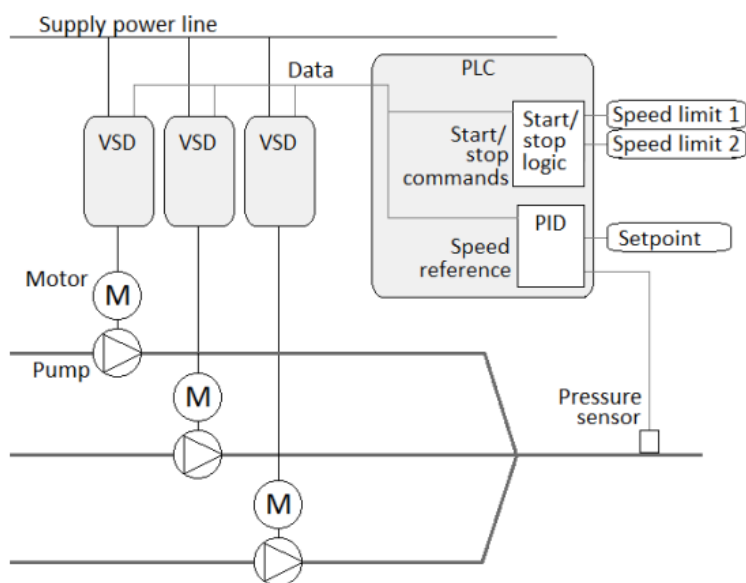 Supply power line
Data
PLC
VSD
VSD
VSD
Start/
stop
commands
Start/
stop
logic
Speed limit 1
Speed limit 2
Speed
reference
PID
Setpoint
Motor
M
Pump
M
Pressure
sensor
M